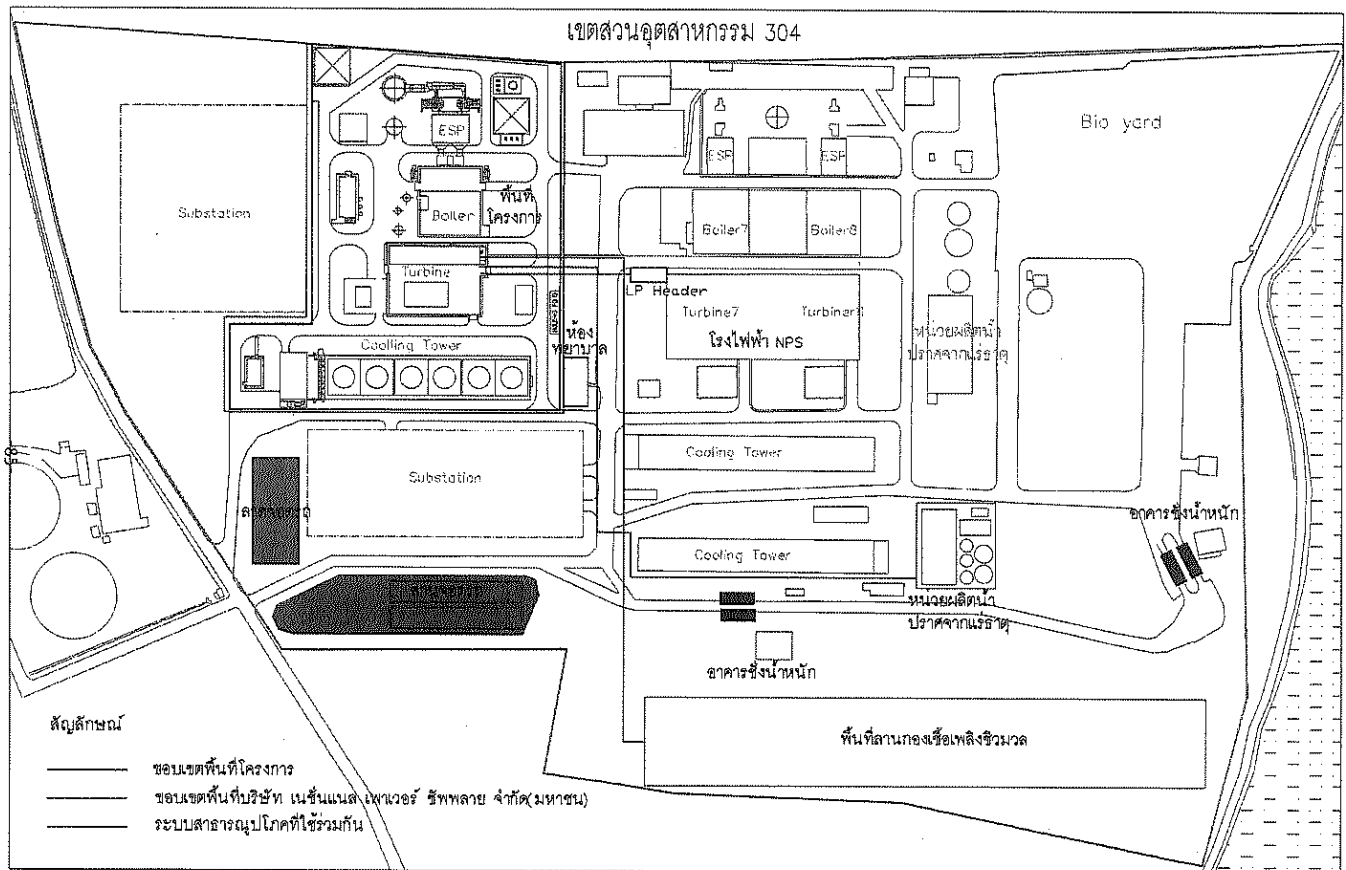 เขตสวนอุตสาหกรรม 304
Bio yard
ESP
ESP
ESP
Substation
Boiler
พื้นที่
โครงการ
Boiler7
Boiler8
Turbine
LP Header
Turbine7
โรงไฟฟ้า NPS
หน่วยผลิตน้ำ
ปราศจากแร่ธาตุ
ห้อง
พยาบาล
Coolling Tower
Cooling Tower
Substation
Cooling Tower
อาคารชั่งน้ำหนัก
หน่วยผลิตน้ำ
ปราศจากแร่ธาตุ
อาคารชั่งน้ำหนัก
พื้นที่ลานกองเชื้อเพลิงชีวมวล
สัญลักษณ์
ขอบเขตพื้นที่โครงการ
ขอบเขตพื้นที่บริษัท เนชั่นแนล เพาเวอร์ ซัพพลาย จำกัด(มหาชน)
ระบบสาธารณูปโภคที่ใช้ร่วมกัน